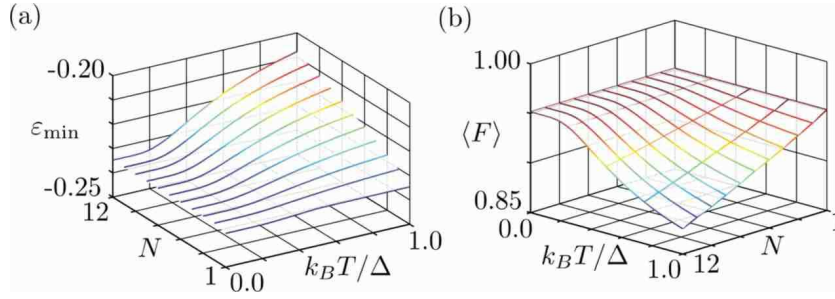 (a)
-0.20
ε_min
-0.25
12
N
1
0.0
k_BT/Δ
1.0
(b)
1.00
⟨F⟩
0.85
0.0
k_BT/Δ
1.0
12
N